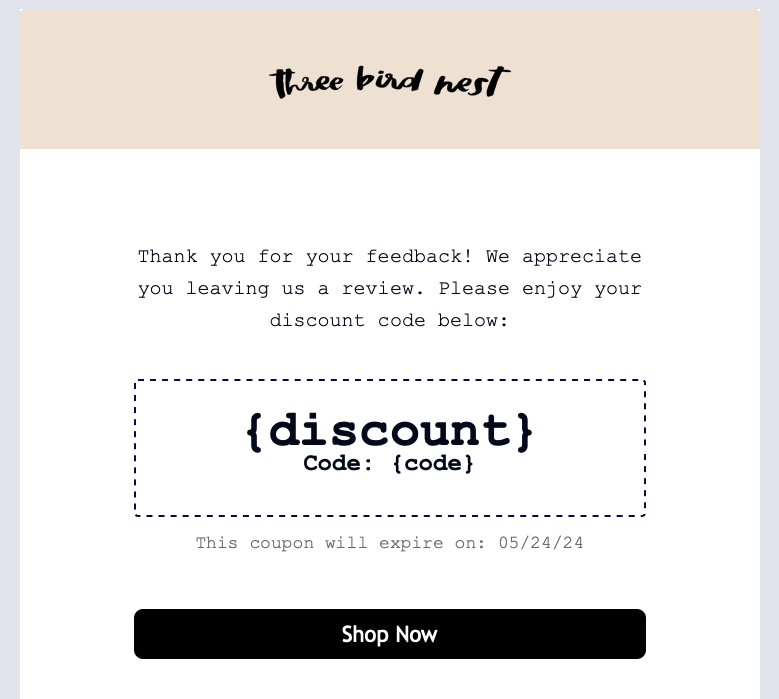 three bird nest
Thank you for your feedback! We appreciate
you leaving us a review. Please enjoy your
discount code below:
{discount}
Code: {code}
This coupon will expire on: 05/24/24
Shop Now